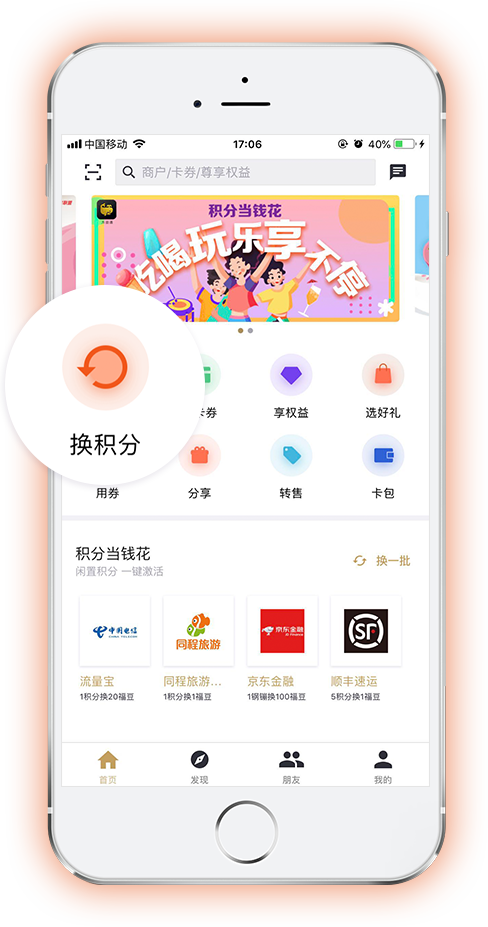 中国移动
17:06
40%
商户/卡券/尊享权益
积分当钱花
吃喝玩乐享不停
换积分
卡券
享权益
选好礼
用券
分享
转售
卡包
积分当钱花
闲置积分 一键激活
换一批
中国电信
CHINA TELECOM
同程旅游
京东金融
JD Finance
SF
流量宝
同程旅游...
京东金融
顺丰速运
1积分换20福豆
1积分换1福豆
1钢镚换100福豆
5积分换1福豆
首页
发现
朋友
我的